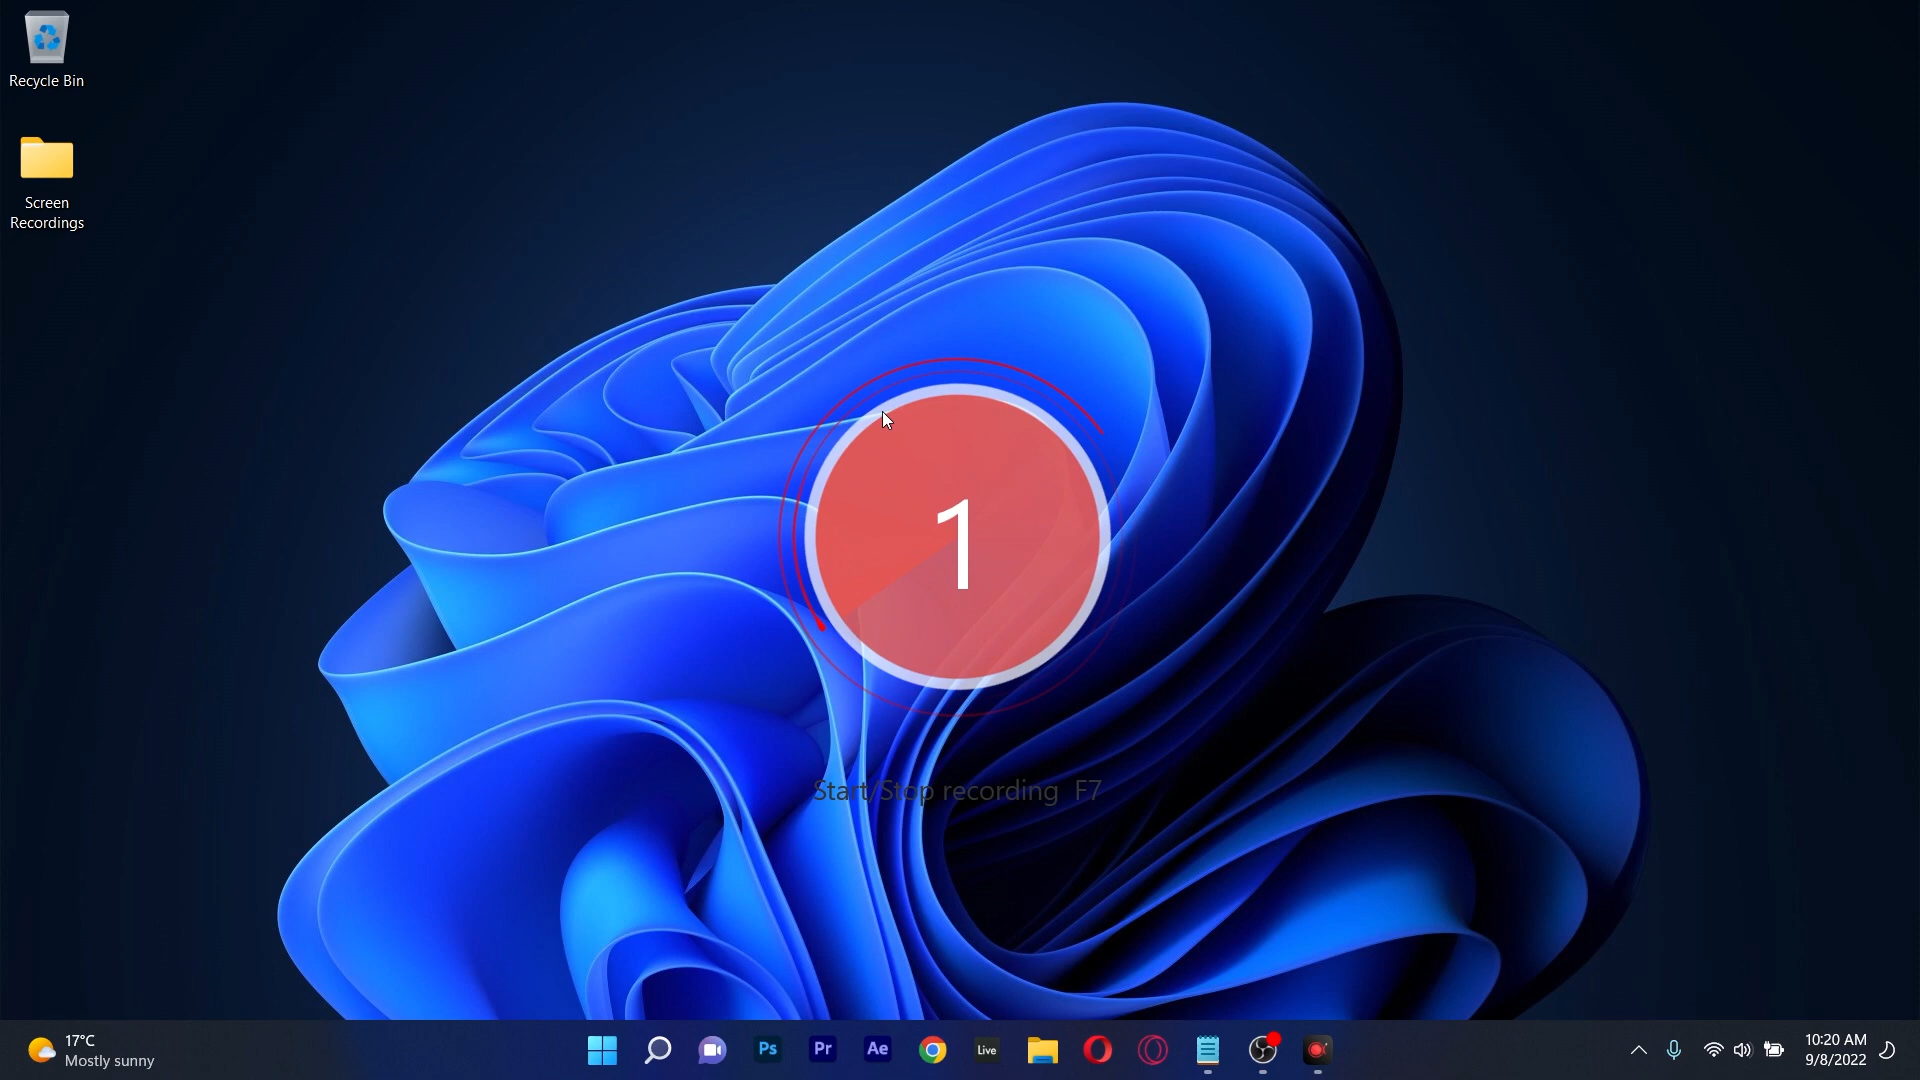 Recycle Bin
Screen
Recordings
1
Start/Stop recording F7
17°C
Mostly sunny
Ps
Pr
Ae
Live
10:20 AM
9/8/2022